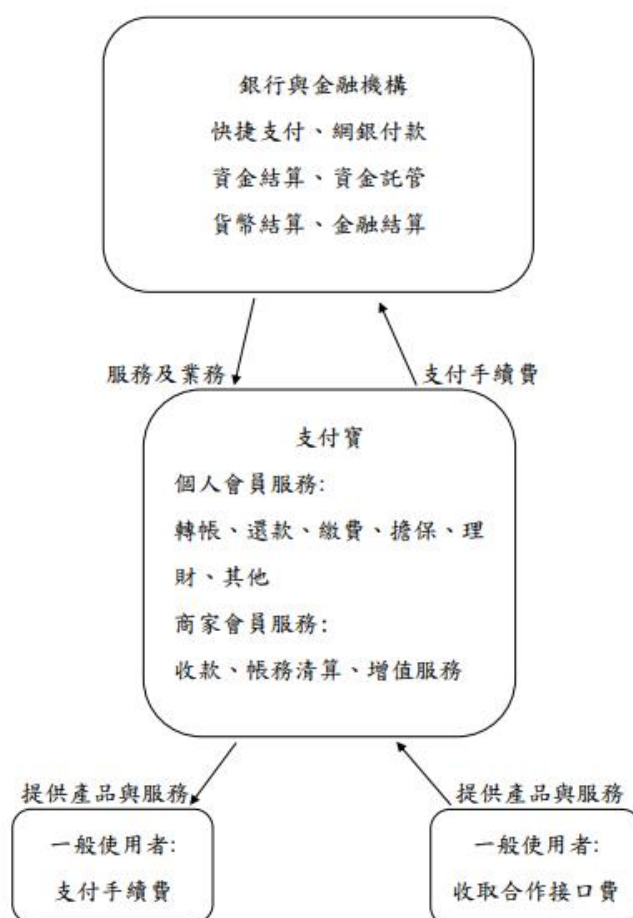 銀行與金融機構
快捷支付、網銀付款
資金結算、資金託管
貨幣結算、金融結算
服務及業務
支付手續費
支付寶
個人會員服務:
轉帳、還款、繳費、擔保、理
財、其他
商家會員服務:
收款、帳務清算、增值服務
提供產品與服務
提供產品與服務
一般使用者:
支付手續費
一般使用者:
收取合作接口費